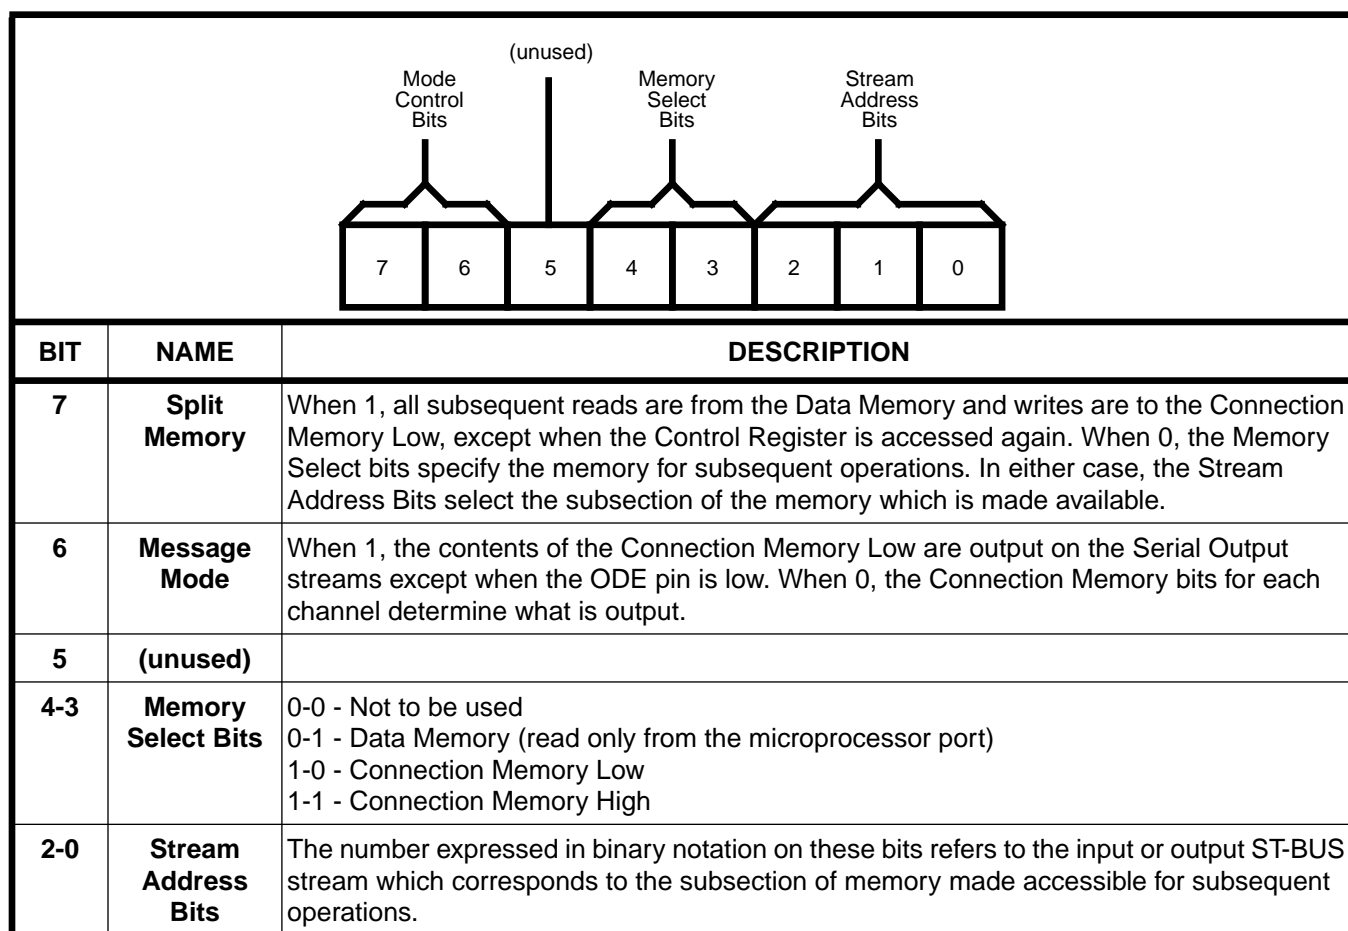 (unused)
Mode
Control
Bits
Memory
Select
Bits
Stream
Address
Bits
7 6 5 4 3 2 1 0
BIT NAME DESCRIPTION
7 Split Memory When 1, all subsequent reads are from the Data Memory and writes are to the Connection
Memory Low, except when the Control Register is accessed again. When 0, the Memory
Select bits specify the memory for subsequent operations. In either case, the Stream
Address Bits select the subsection of the memory which is made available.
6 Message Mode When 1, the contents of the Connection Memory Low are output on the Serial Output
streams except when the ODE pin is low. When 0, the Connection Memory bits for each
channel determine what is output.
5 (unused)
4-3 Memory Select Bits 0-0 - Not to be used
0-1 - Data Memory (read only from the microprocessor port)
1-0 - Connection Memory Low
1-1 - Connection Memory High
2-0 Stream Address Bits The number expressed in binary notation on these bits refers to the input or output ST-BUS
stream which corresponds to the subsection of memory made accessible for subsequent
operations.